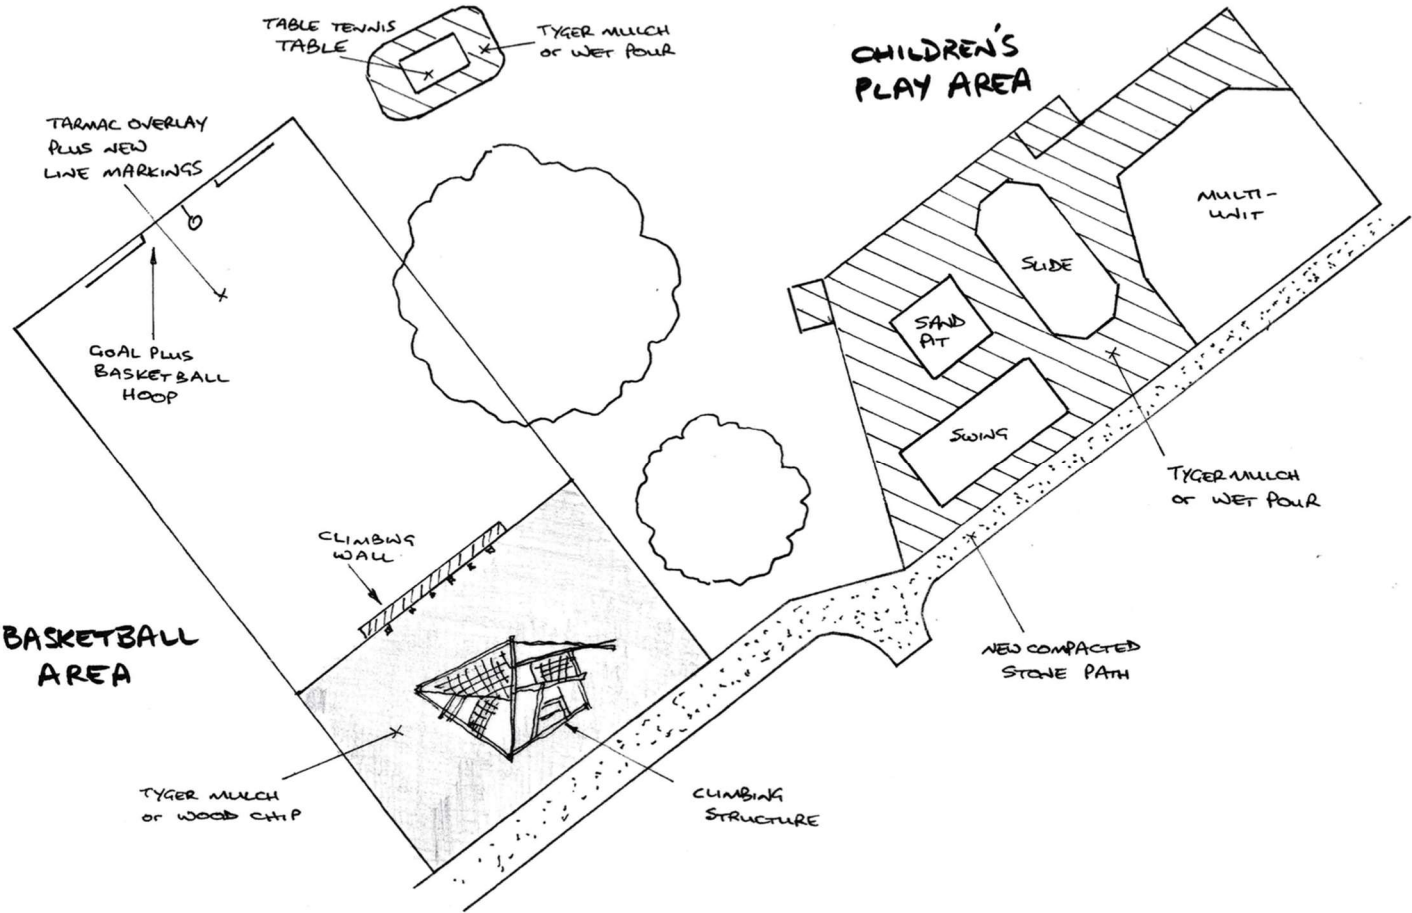 TABLE TENNIS
TABLE
TYGER MULCH
or WET POUR
CHILDREN'S
PLAY AREA
TARMAC OVERLAY
PLUS NEW
LINE MARKINGS
MULTI-
UNIT
SLIDE
SAND
PIT
GOAL PLUS
BASKETBALL
HOOP
SWING
TYGER MULCH
or WET POUR
CLIMBING
WALL
BASKETBALL
AREA
NEW COMPACTED
STONE PATH
TYGER MULCH
or WOOD CHIP
CLIMBING
STRUCTURE